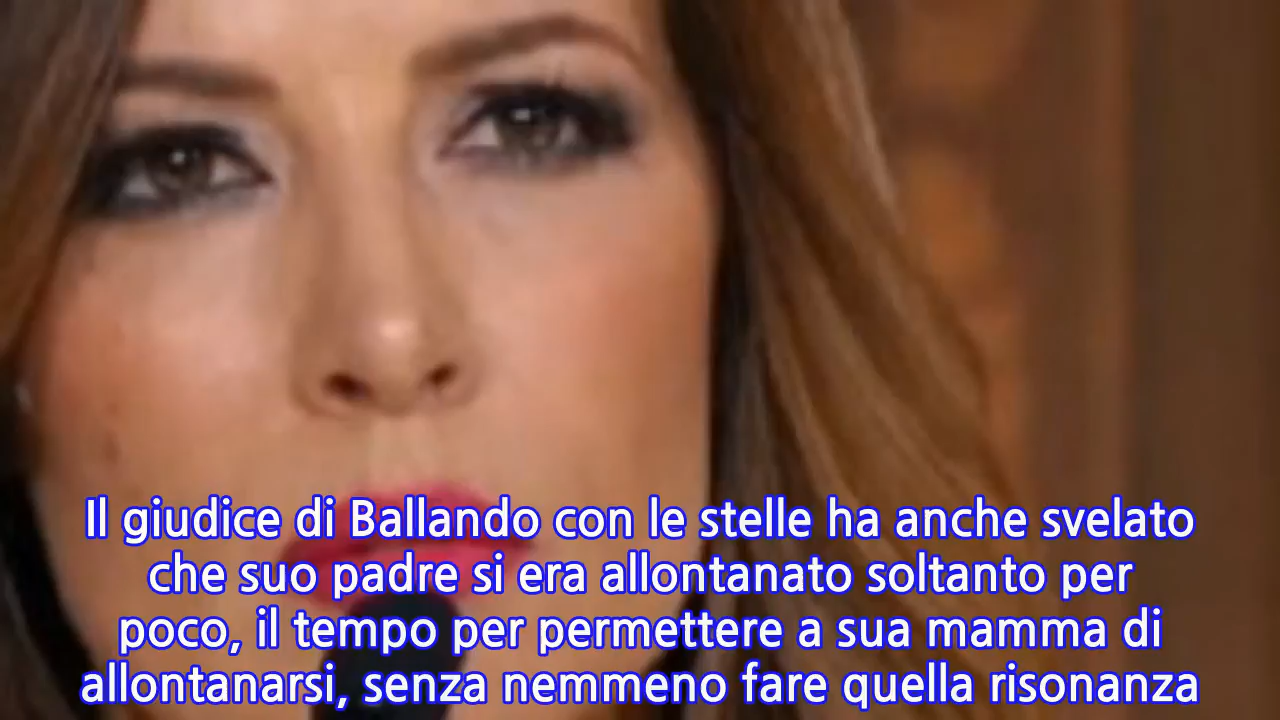 Il giudice di Ballando con le stelle ha anche svelato
che suo padre si era allontanato soltanto per
poco, il tempo per permettere a sua mamma di
allontanarsi, senza nemmeno fare quella risonanza